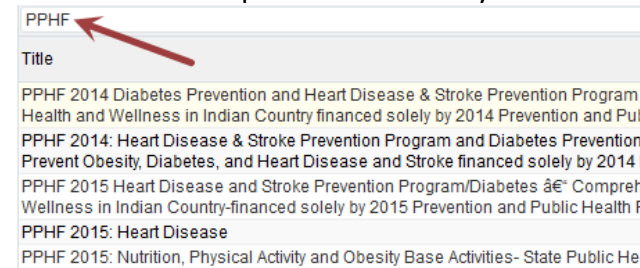 PPHF
Title
PPHF 2014 Diabetes Prevention and Heart Disease & Stroke Prevention Program
Health and Wellness in Indian Country financed solely by 2014 Prevention and Pu
PPHF 2014: Heart Disease & Stroke Prevention Program and Diabetes Prevention
Prevent Obesity, Diabetes, and Heart Disease and Stroke financed solely by 2014
PPHF 2015 Heart Disease and Stroke Prevention Program/Diabetes â€“ Compreh
Wellness in Indian Country-financed solely by 2015 Prevention and Public Health F
PPHF 2015: Heart Disease
PPHF 2015: Nutrition, Physical Activity and Obesity Base Activities- State Public He